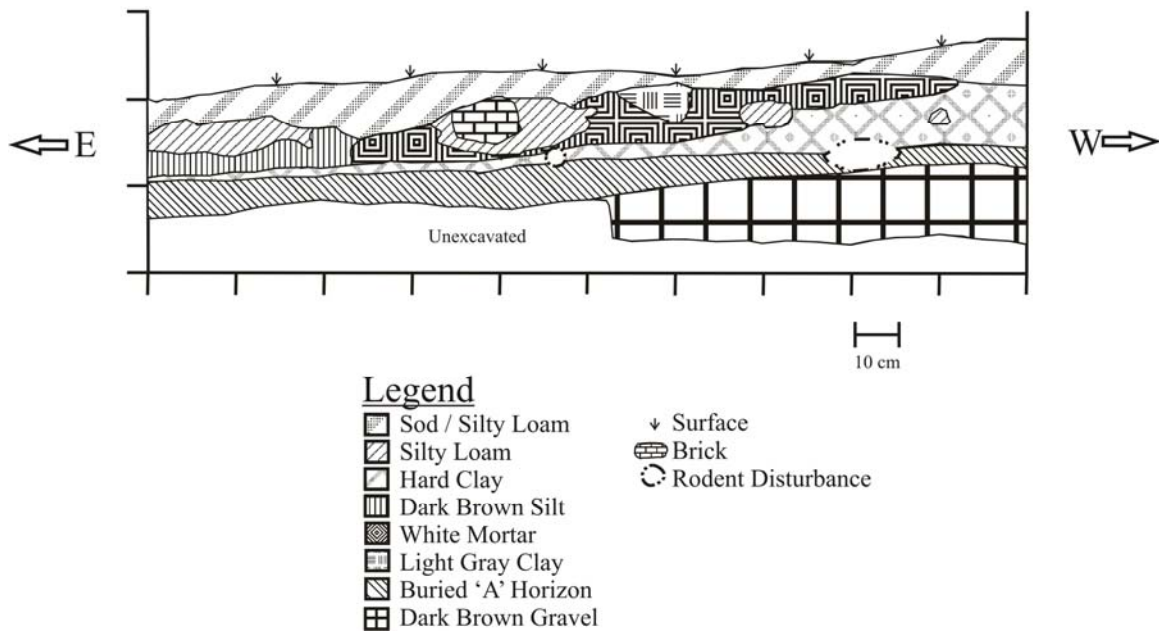 E
W
Unexcavated
10 cm
Legend
Sod / Silty Loam
Silty Loam
Hard Clay
Dark Brown Silt
White Mortar
Light Gray Clay
Buried ‘A’ Horizon
Dark Brown Gravel
Surface
Brick
Rodent Disturbance